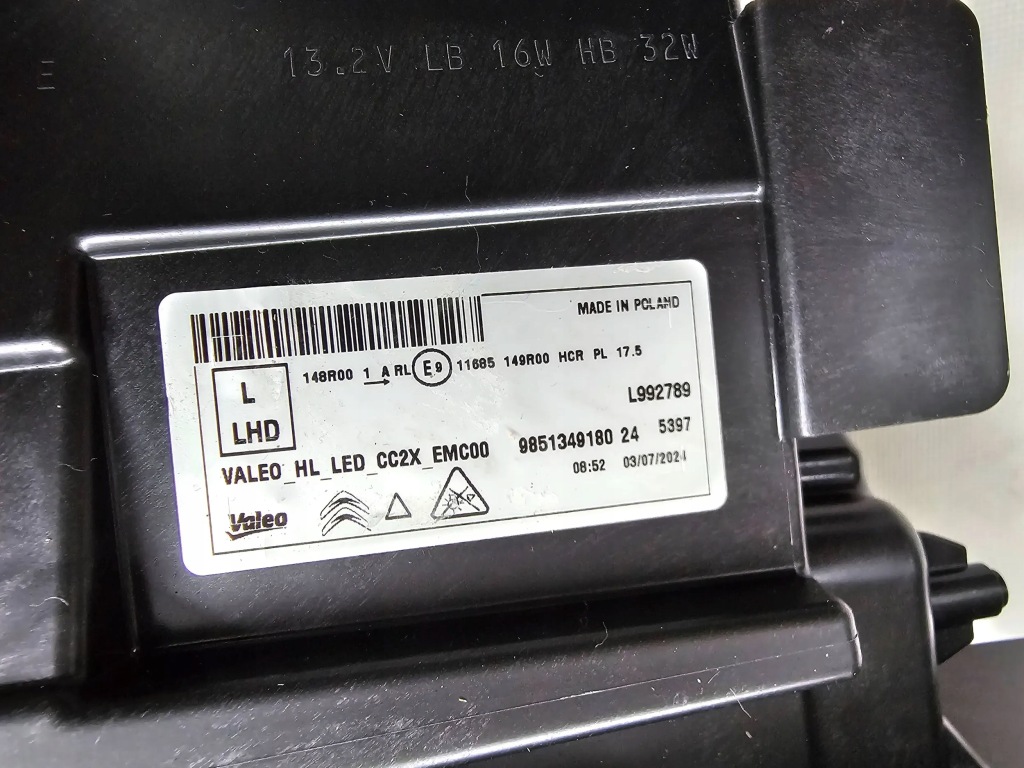 E
13.2V LB 16W HB 32W
MADE IN POLAND
148R00 1 A RL E9 11685 149R00 HCR PL 17.5
L
LHD
L992789
VALEO_HL_LED_CC2X_EMC00
9851349180 24 5397
08:52 03/07/2024
Valeo